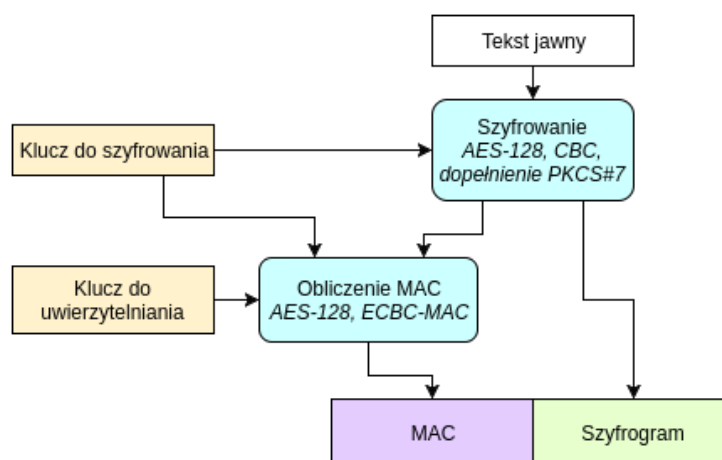 Tekst jawny
Szyfrowanie
AES-128, CBC,
dopełnienie PKCS#7
Klucz do szyfrowania
Obliczenie MAC
AES-128, ECBC-MAC
Klucz do
uwierzytelniania
MAC
Szyfrogram